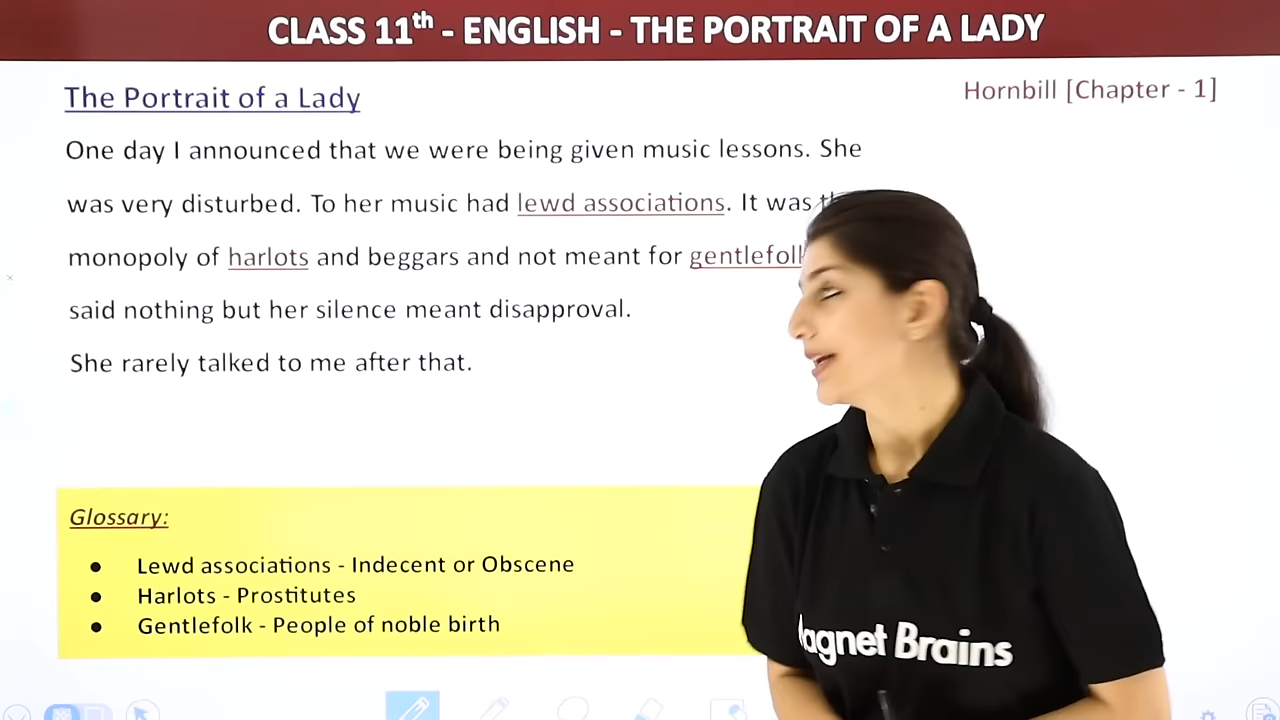 CLASS 11th - ENGLISH - THE PORTRAIT OF A LADY
The Portrait of a Lady
Hornbill [Chapter - 1]
One day I announced that we were being given music lessons. She
was very disturbed. To her music had lewd associations. It was
monopoly of harlots and beggars and not meant for
said nothing but her silence meant disapproval.
She rarely talked to me after that.
Glossary:
● Lewd associations - Indecent or Obscene
● Harlots - Prostitutes
● Gentlefolk - People of noble birth
Brains